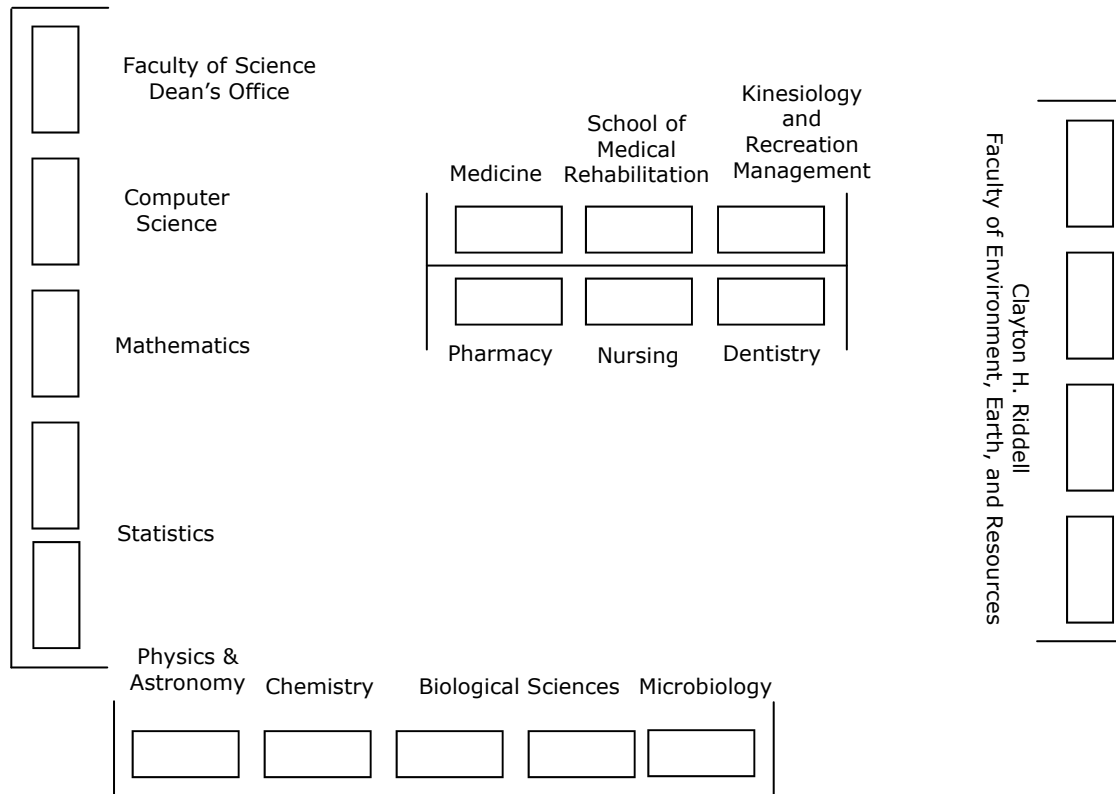 Faculty of Science
Dean’s Office
Computer
Science
Mathematics
Statistics
Medicine
School of
Medical
Rehabilitation
Kinesiology
and
Recreation
Management
Pharmacy
Nursing
Dentistry
Clayton H. Riddell
Faculty of Environment, Earth, and Resources
Physics &
Astronomy
Chemistry
Biological Sciences
Microbiology